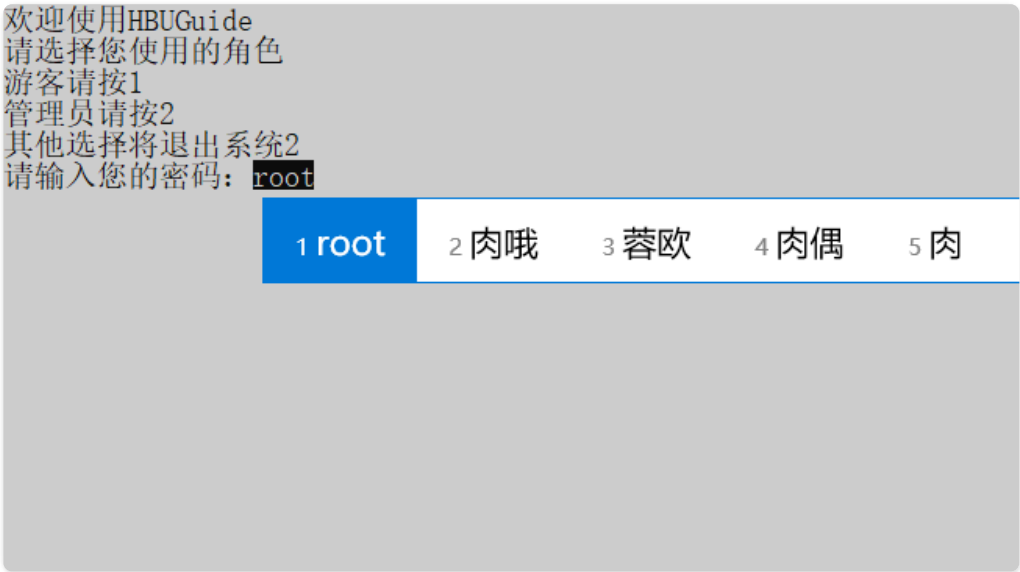 欢迎使用HBUGuide
请选择您使用的角色
游客请按1
管理员请按2
其他选择将退出系统2
请输入您的密码：root
1 root 2 肉哦 3 蓉欧 4 肉偶 5 肉